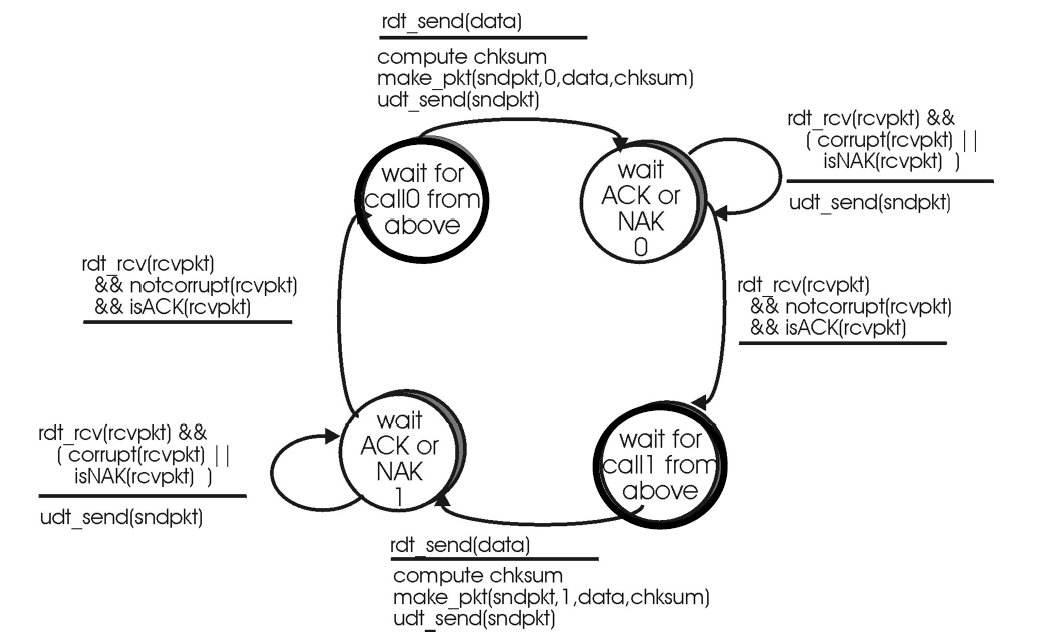 rdt_send(data)
compute chksum
make_pkt(sndpkt,0,data,chksum)
udt_send(sndpkt)
rdt_rcv(rcvpkt) &&
( corrupt(rcvpkt) ||
isNAK(rcvpkt) )
udt_send(sndpkt)
wait for
call0 from
above
wait
ACK or
NAK
0
rdt_rcv(rcvpkt)
&& notcorrupt(rcvpkt)
&& isACK(rcvpkt)
rdt_rcv(rcvpkt)
&& notcorrupt(rcvpkt)
&& isACK(rcvpkt)
wait
ACK or
NAK
1
wait for
call1 from
above
rdt_rcv(rcvpkt) &&
( corrupt(rcvpkt) ||
isNAK(rcvpkt) )
udt_send(sndpkt)
rdt_send(data)
compute chksum
make_pkt(sndpkt,1,data,chksum)
udt_send(sndpkt)